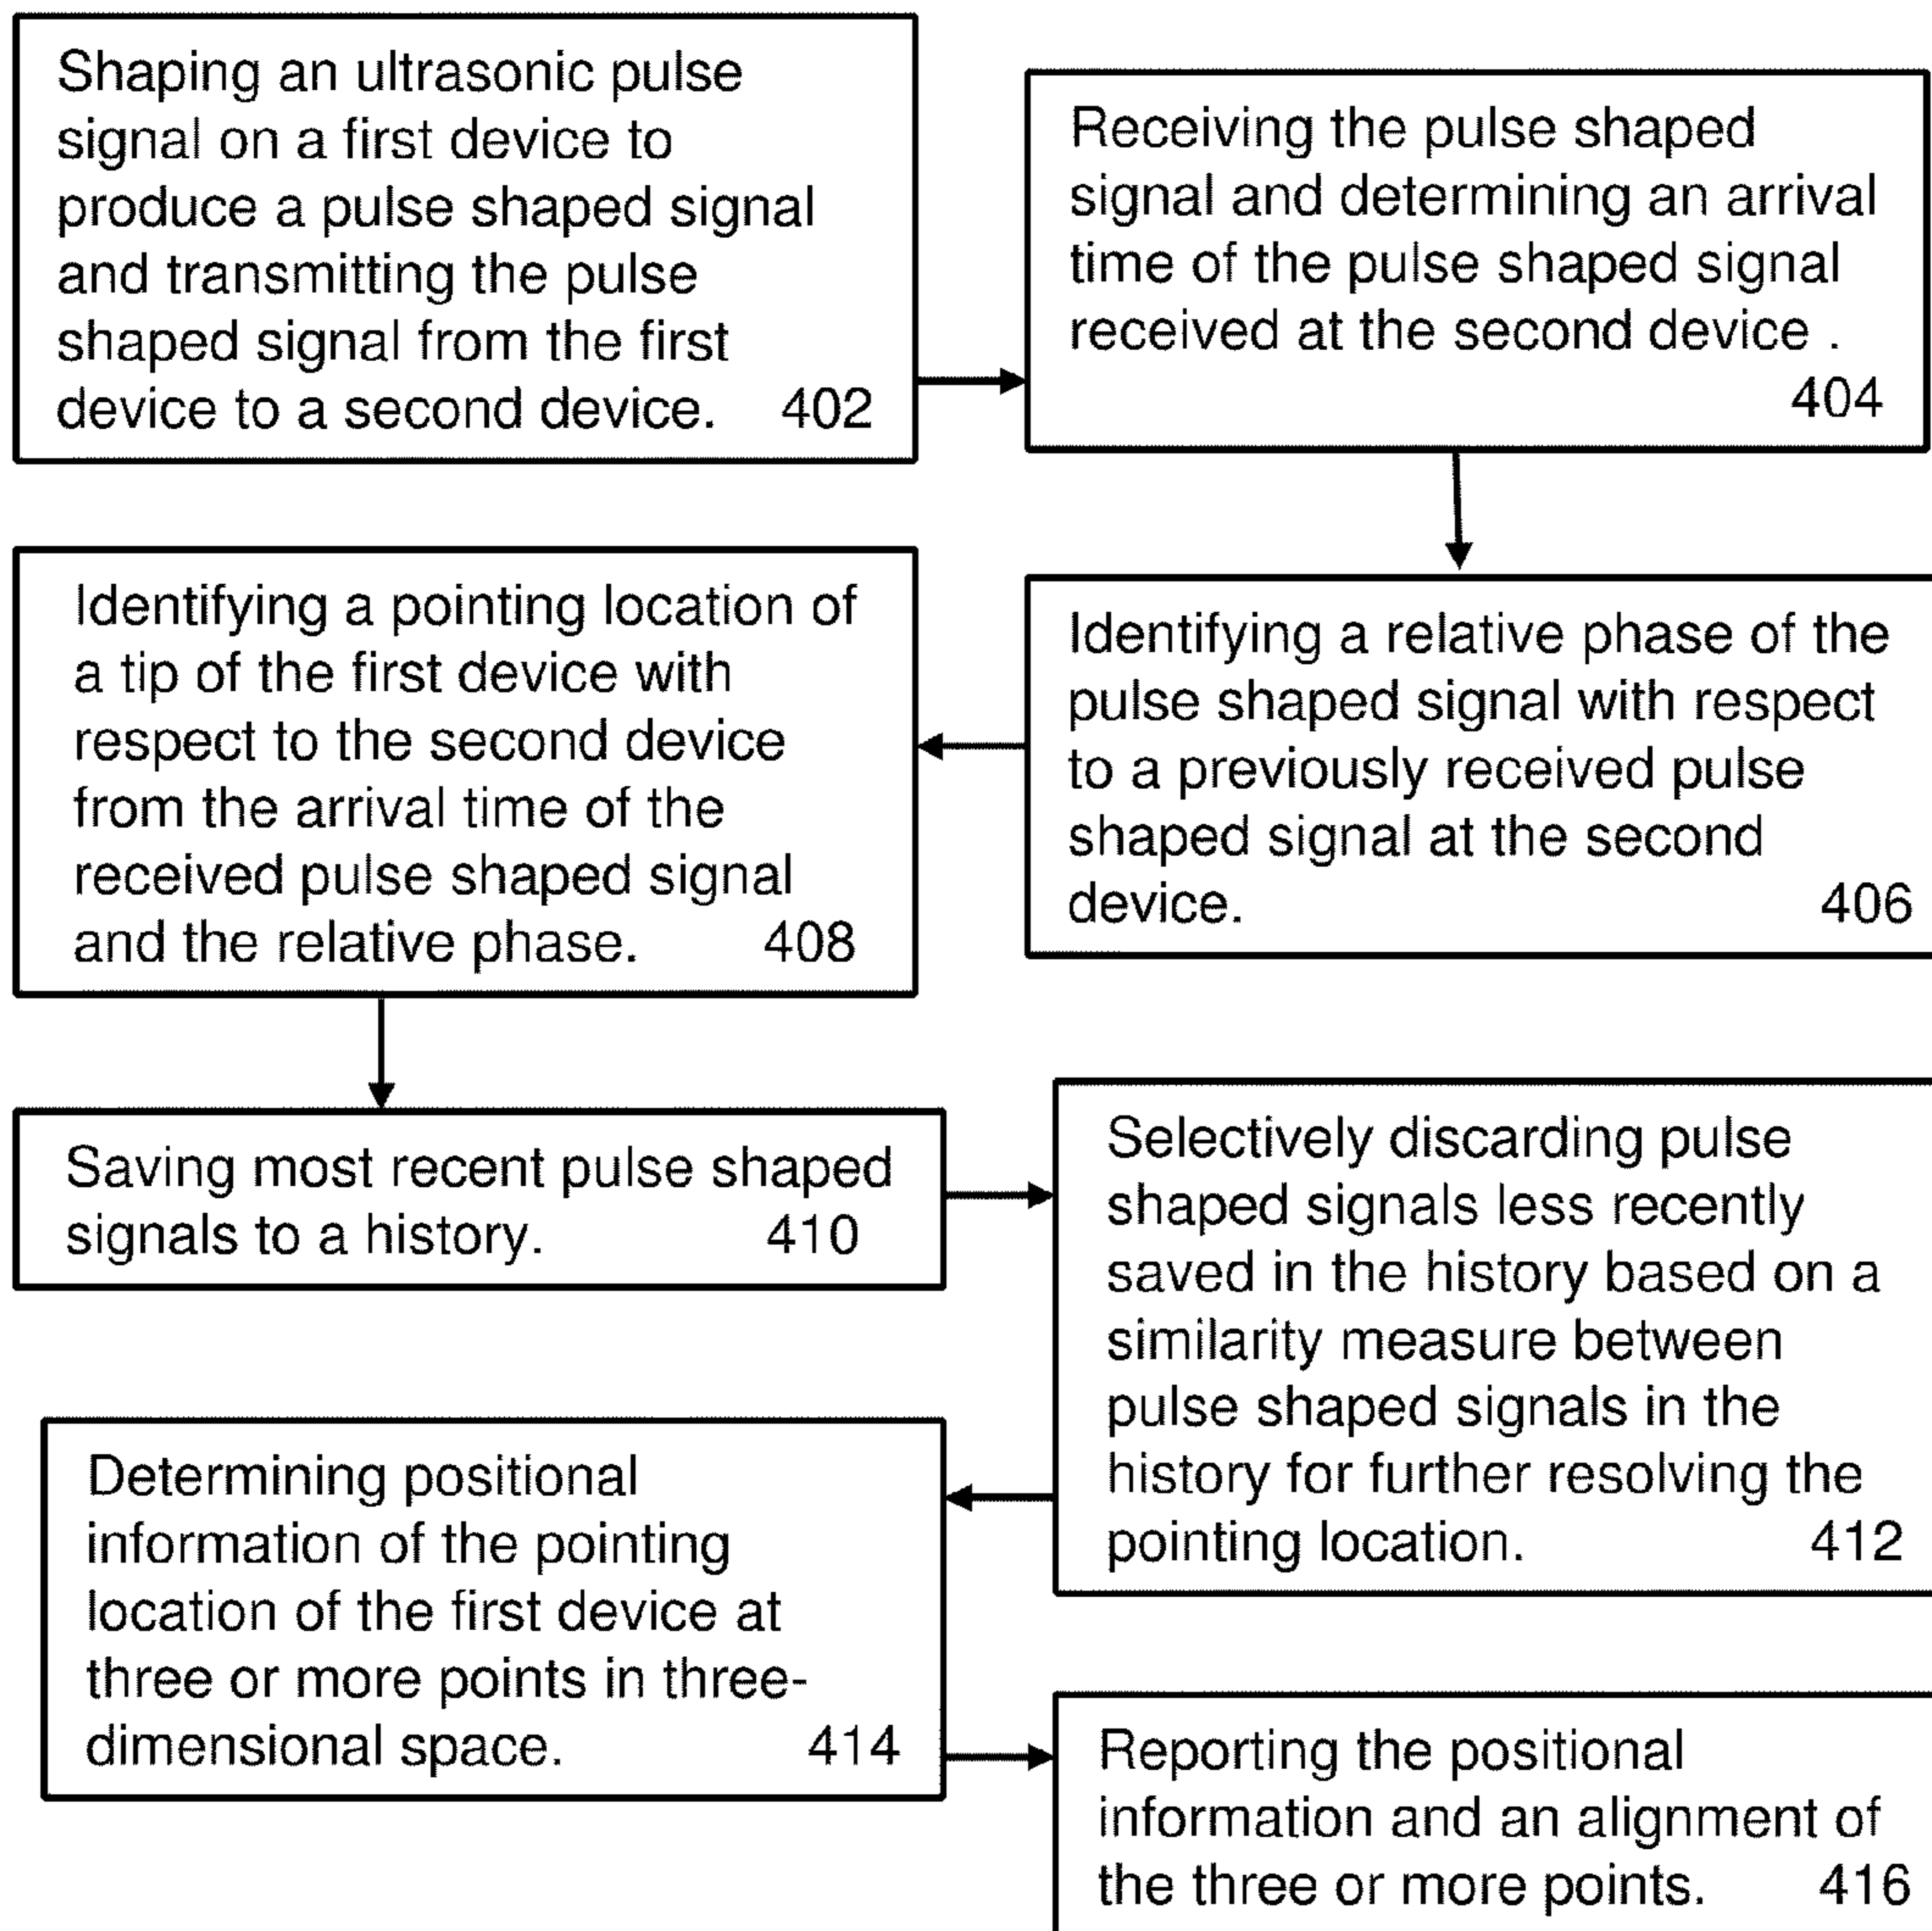 Shaping an ultrasonic pulse
signal on a first device to
produce a pulse shaped signal
and transmitting the pulse
shaped signal from the first
device to a second device. 402
Receiving the pulse shaped
signal and determining an arrival
time of the pulse shaped signal
received at the second device .
404
Identifying a relative phase of the
pulse shaped signal with respect
to a previously received pulse
shaped signal at the second
device. 406
Identifying a pointing location of
a tip of the first device with
respect to the second device
from the arrival time of the
received pulse shaped signal
and the relative phase. 408
Saving most recent pulse shaped
signals to a history. 410
Selectively discarding pulse
shaped signals less recently
saved in the history based on a
similarity measure between
pulse shaped signals in the
history for further resolving the
pointing location. 412
Determining positional
information of the pointing
location of the first device at
three or more points in three-
dimensional space. 414
Reporting the positional
information and an alignment of
the three or more points. 416